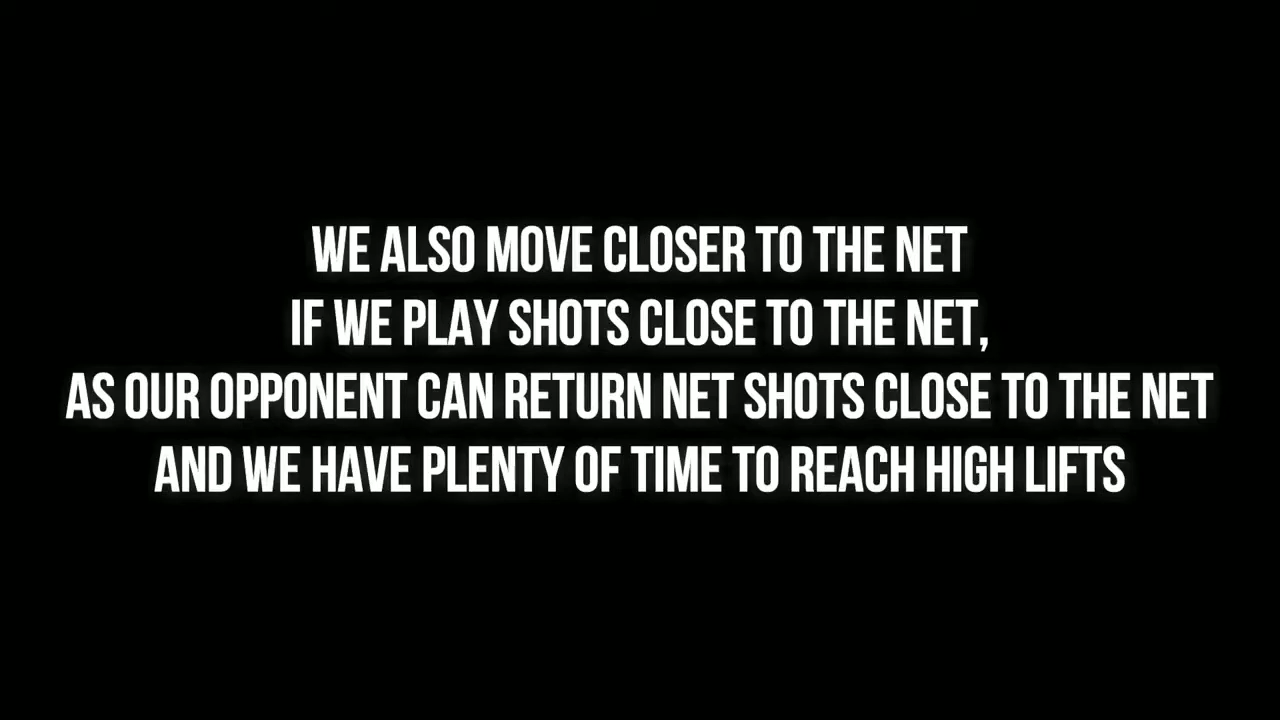 WE ALSO MOVE CLOSER TO THE NET
IF WE PLAY SHOTS CLOSE TO THE NET,
AS OUR OPPONENT CAN RETURN NET SHOTS CLOSE TO THE NET
AND WE HAVE PLENTY OF TIME TO REACH HIGH LIFTS